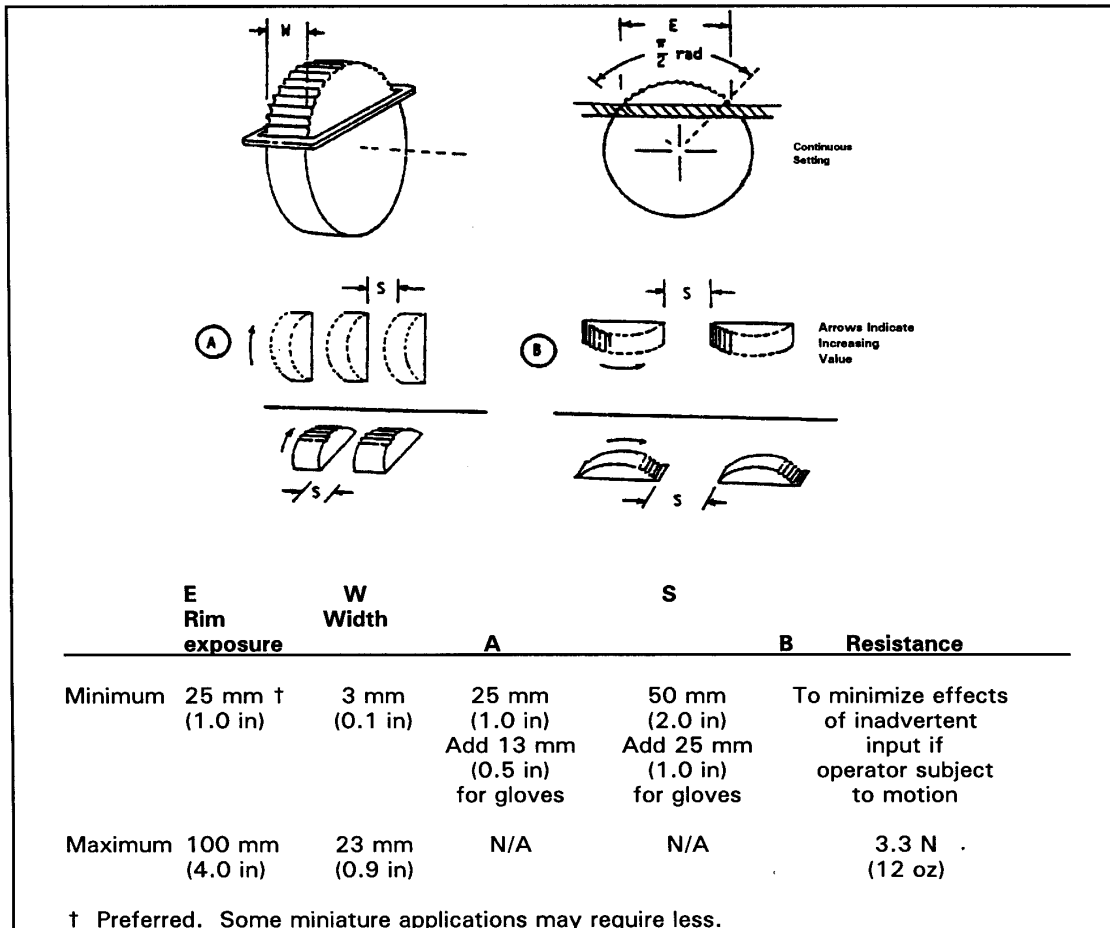 W
E
π/2 rad
Continuous
Setting
S
S
A
B
Arrows Indicate
Increasing
Value
S
S
E W S
Rim Width
exposure A B Resistance
Minimum 25 mm † 3 mm 25 mm 50 mm To minimize effects
(1.0 in) (0.1 in) (1.0 in) (2.0 in) of inadvertent
Add 13 mm Add 25 mm input if
(0.5 in) (1.0 in) operator subject
for gloves for gloves to motion
Maximum 100 mm 23 mm N/A N/A 3.3 N
(4.0 in) (0.9 in) (12 oz)
† Preferred. Some miniature applications may require less.